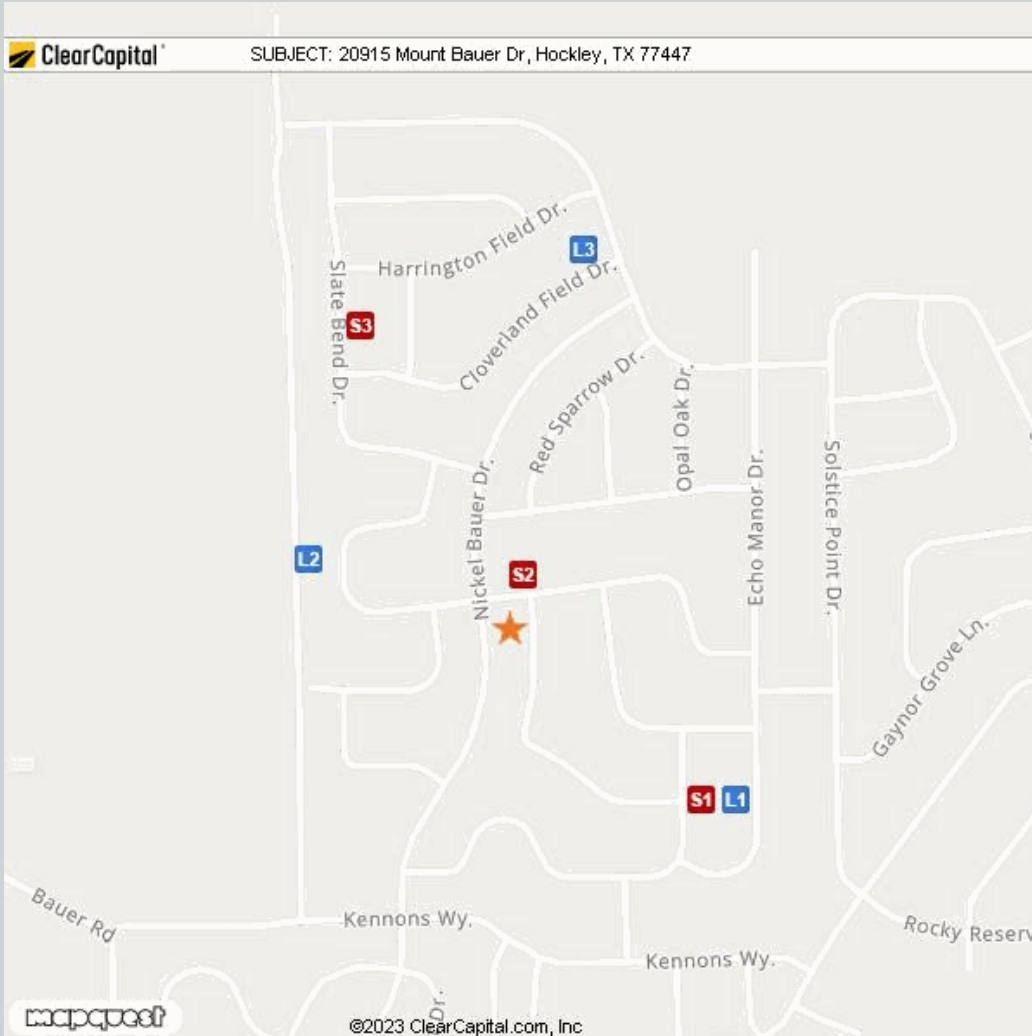 ClearCapital
SUBJECT: 20915 Mount Bauer Dr, Hockley, TX 77447
Harrington Field Dr.
L3
Cloverland Field Dr.
Slate Bend Dr.
S3
Red Sparrow Dr.
Opal Oak Dr.
Nickel Bauer Dr.
Echo Manor Dr.
Solstice Point Dr.
L2
S2
Gaynor Grove Ln.
S1 L1
Bauer Rd
Kennons Wy.
Rocky Reserv
Kennons Wy.
Dr.
mapquest
©2023 ClearCapital.com, Inc